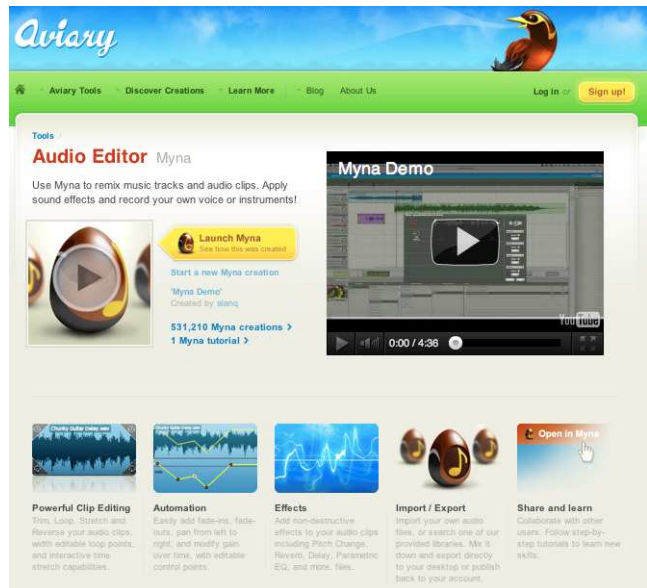 Aviary
Aviary Tools
Discover Creations
Learn More
Blog
About Us
Log in or
Sign up!
Tools /
Audio Editor Myna
Use Myna to remix music tracks and audio clips. Apply
sound effects and record your own voice or instruments!
Launch Myna
See how this was created
Start a new Myna creation
'Myna Demo'
Created by
531,210 Myna creations >
1 Myna tutorial >
Myna Demo
YouTube
0:00 / 4:36
Chunky Guitar Delay.wav
Open in Myna
Powerful Clip Editing
Trim, Loop, Stretch and
Reverse your audio clips,
width editable loop points,
and interactive time
stretch capabilities.
Automation
Easily add fade-ins, fade-
outs, pan from left to
right, and modify gain
over time, with editable
control points.
Effects
Add non-destructive
effects to your audio clips
including Pitch Change,
Reverb, Delay, Parametric
EQ, and more, files.
Import / Export
Import your own audio
files, or search one of our
provided libraries. Mix it
down and export directly
to your desktop or publish
back to your account.
Share and learn
Collaborate with other
users. Follow step-by-
step tutorials to learn new
skills.